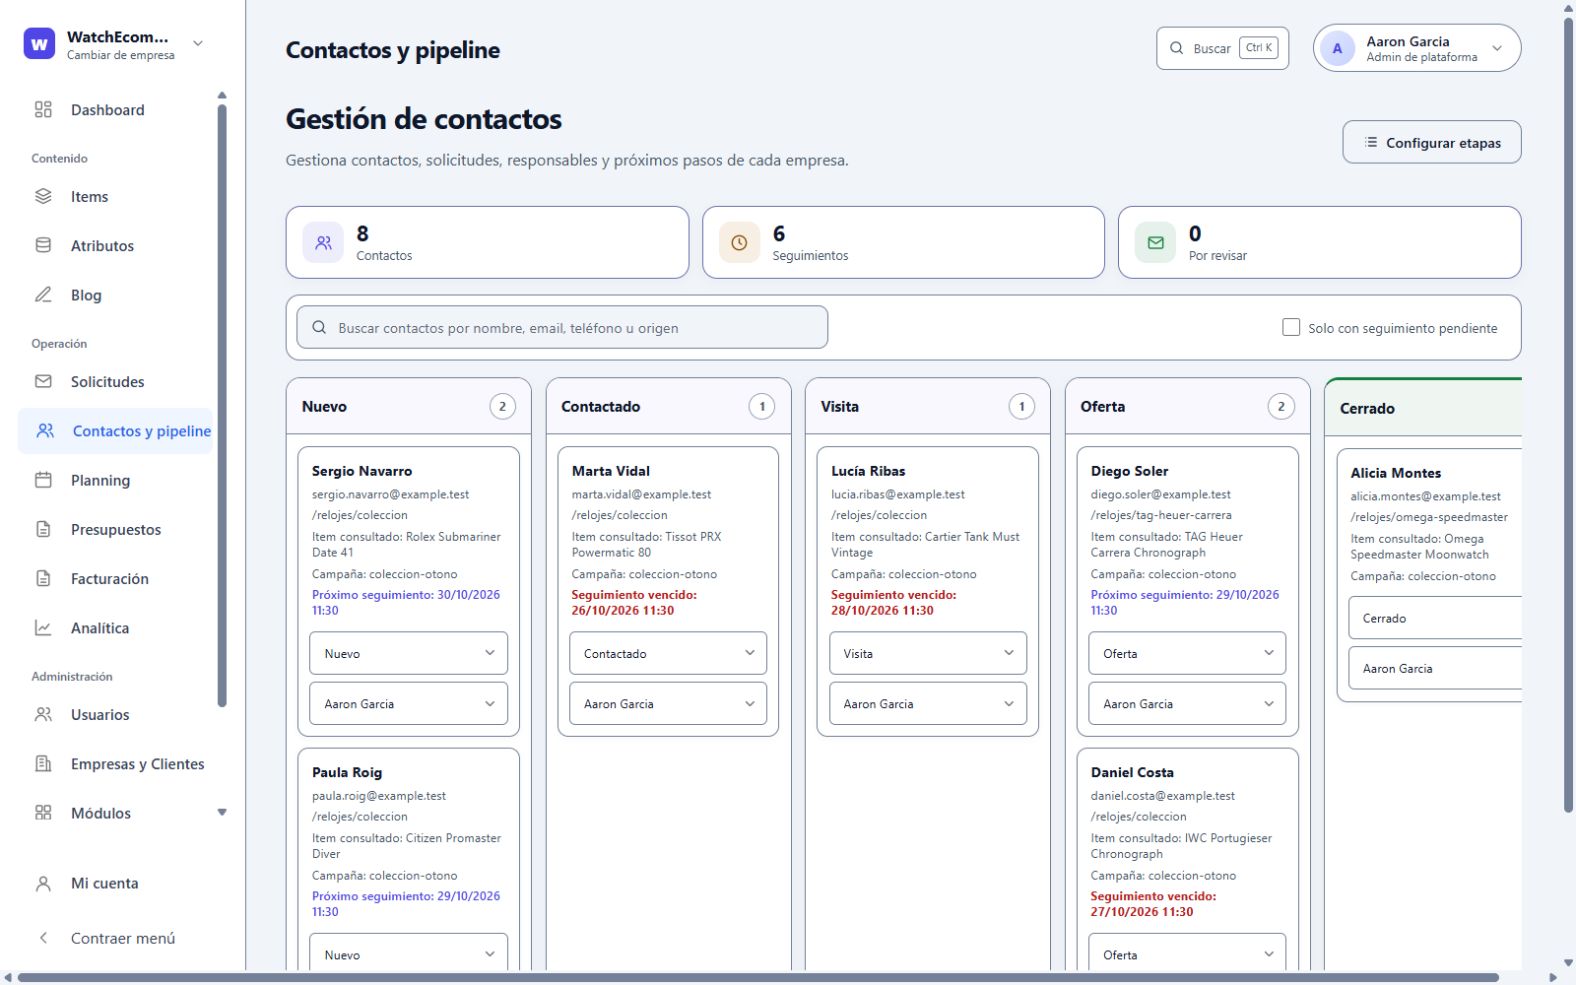 w
WatchEcom...
Cambiar de empresa
Dashboard
Contenido
Items
Atributos
Blog
Operación
Solicitudes
Contactos y pipeline
Planning
Presupuestos
Facturación
Analítica
Administración
Usuarios
Empresas y Clientes
Módulos
Mi cuenta
Contraer menú
Contactos y pipeline
Buscar
Ctrl K
A
Aaron Garcia
Admin de plataforma
Gestión de contactos
Gestiona contactos, solicitudes, responsables y próximos pasos de cada empresa.
Configurar etapas
8
Contactos
6
Seguimientos
0
Por revisar
Buscar contactos por nombre, email, teléfono u origen
Solo con seguimiento pendiente
Nuevo
2
Sergio Navarro
sergio.navarro@example.test
/relojes/coleccion
Item consultado: Rolex Submariner
Date 41
Campaña: coleccion-otono
Próximo seguimiento: 30/10/2026
11:30
Nuevo
Aaron Garcia
Paula Roig
paula.roig@example.test
/relojes/coleccion
Item consultado: Citizen Promaster
Diver
Campaña: coleccion-otono
Próximo seguimiento: 29/10/2026
11:30
Nuevo
Contactado
1
Marta Vidal
marta.vidal@example.test
/relojes/coleccion
Item consultado: Tissot PRX
Powermatic 80
Campaña: coleccion-otono
Seguimiento vencido:
26/10/2026 11:30
Contactado
Aaron Garcia
Visita
1
Lucía Ribas
lucia.ribas@example.test
/relojes/coleccion
Item consultado: Cartier Tank Must
Vintage
Campaña: coleccion-otono
Seguimiento vencido:
28/10/2026 11:30
Visita
Aaron Garcia
Oferta
2
Diego Soler
diego.soler@example.test
/relojes/tag-heuer-carrera
Item consultado: TAG Heuer
Carrera Chronograph
Campaña: coleccion-otono
Próximo seguimiento: 29/10/2026
11:30
Oferta
Aaron Garcia
Daniel Costa
daniel.costa@example.test
/relojes/coleccion
Item consultado: IWC Portugieser
Chronograph
Campaña: coleccion-otono
Seguimiento vencido:
27/10/2026 11:30
Oferta
Cerrado
Alicia Montes
alicia.montes@example.test
/relojes/omega-speedmaster
Item consultado: Omega
Speedmaster Moonwatch
Campaña: coleccion-otono
Cerrado
Aaron Garcia